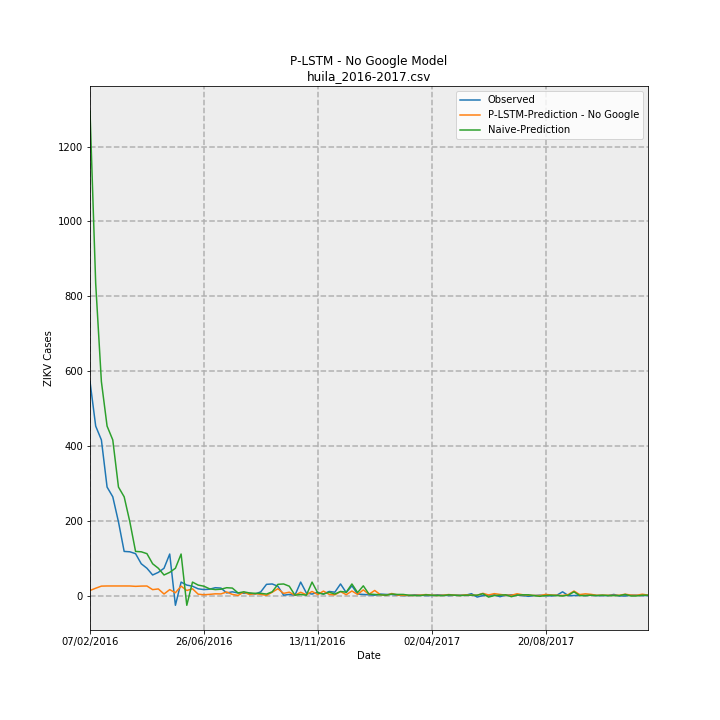 P-LSTM - No Google Model
huila_2016-2017.csv
Observed
P-LSTM-Prediction - No Google
Naive-Prediction
1200
1000
800
600
400
200
0
ZIKV Cases
07/02/2016
26/06/2016
13/11/2016
02/04/2017
20/08/2017
Date